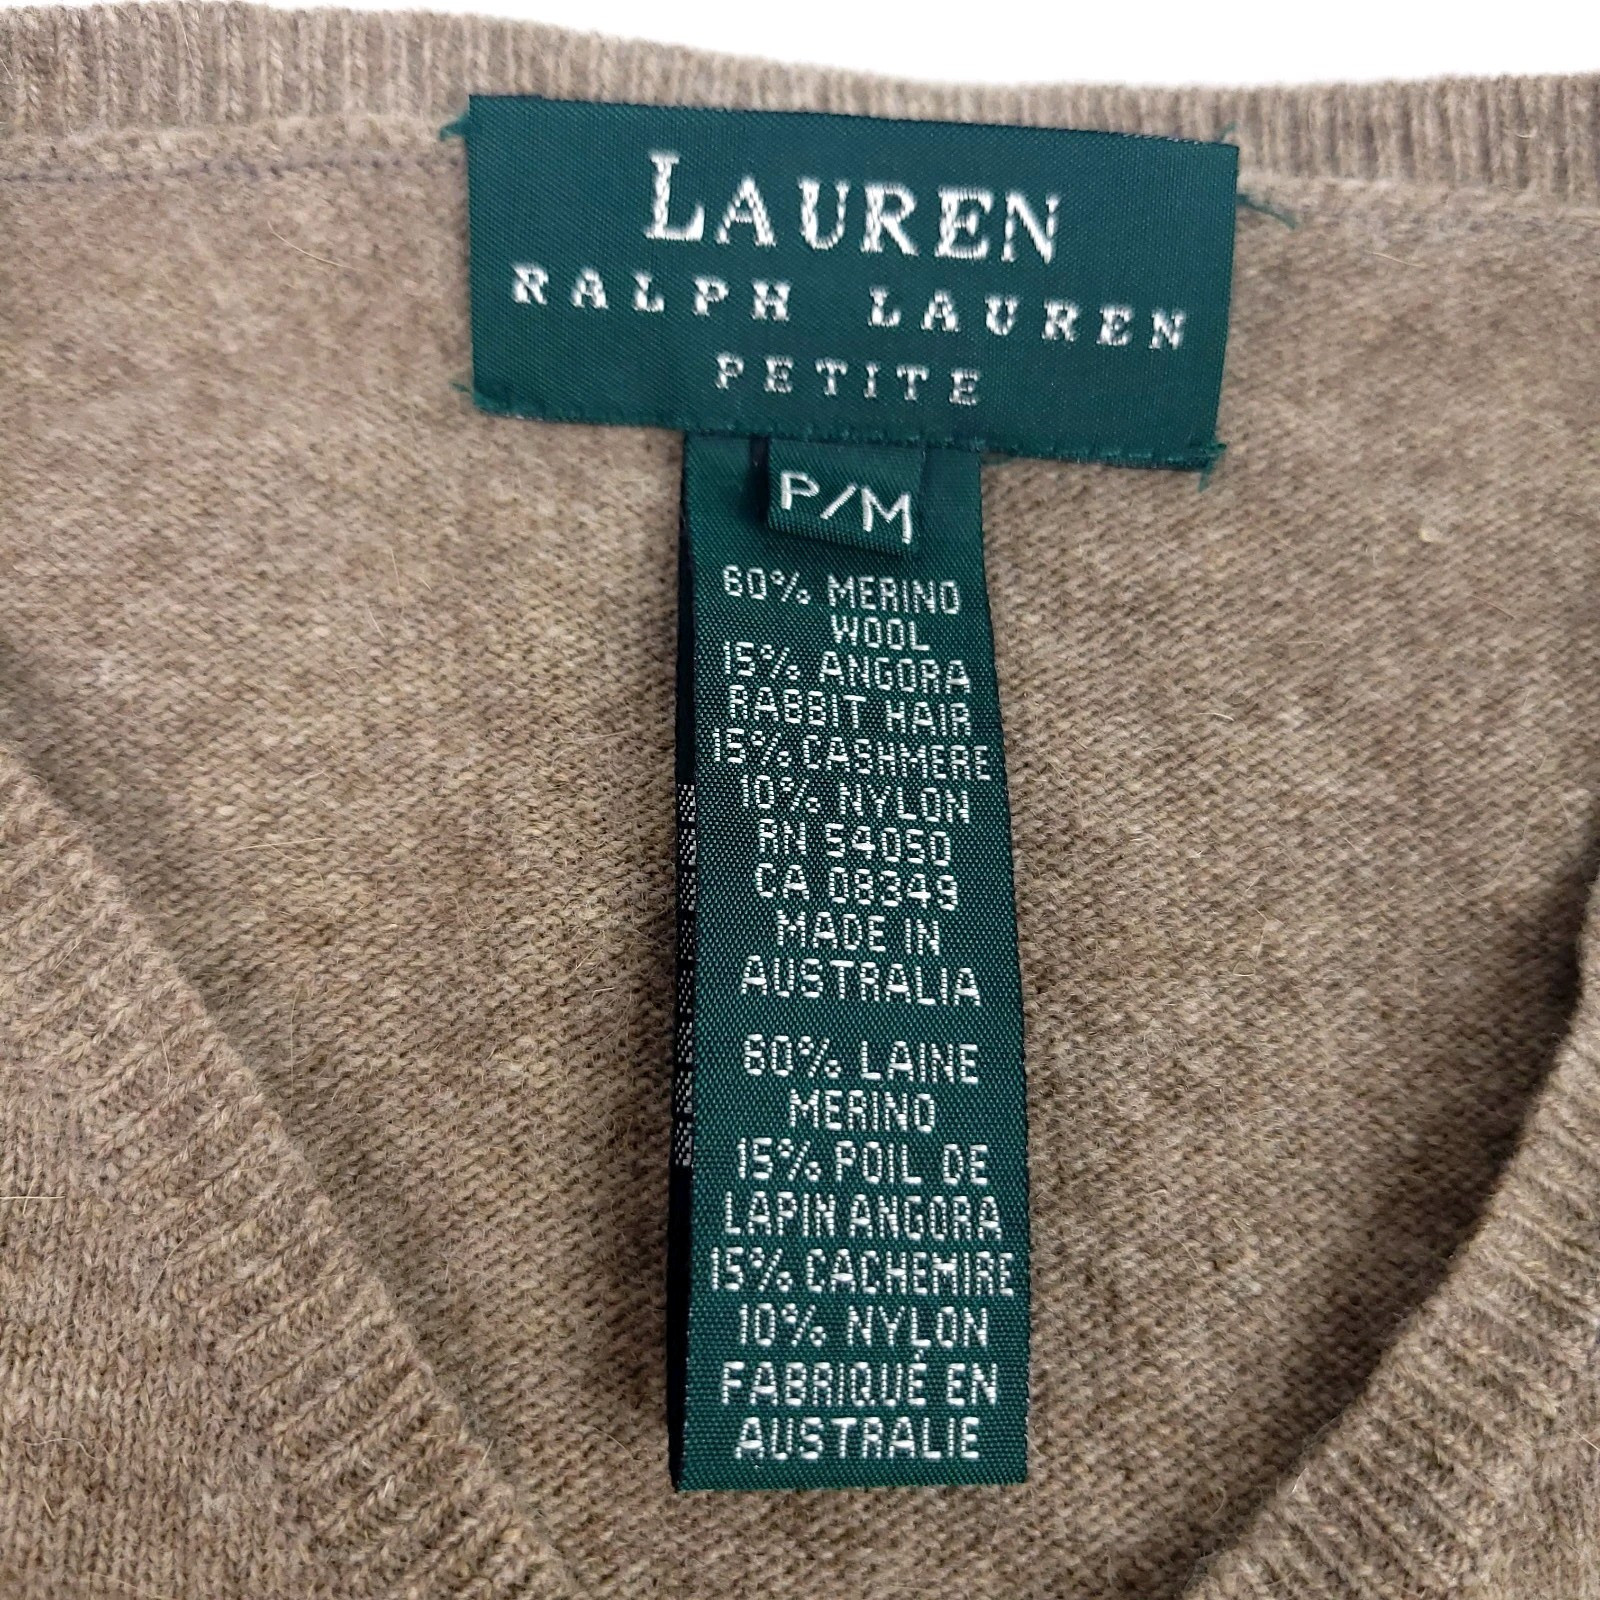 LAUREN
RALPH LAUREN
PETITE
P/M
60% MERINO
WOOL
15% ANGORA
RABBIT HAIR
15% CASHMERE
10% NYLON
RN 54050
CA 08349
MADE IN
AUSTRALIA
60% LAINE
MERINO
15% POIL DE
LAPIN ANGORA
15% CACHEMIRE
10% NYLON
FABRIQUÉ EN
AUSTRALIE